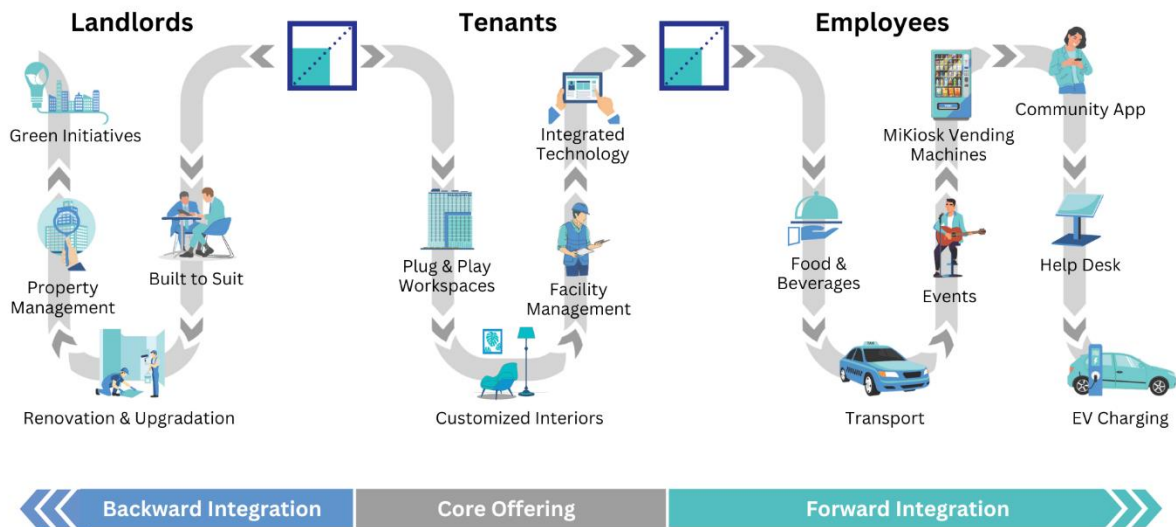 Landlords
Tenants
Employees
Green Initiatives
Integrated
Technology
MiKiosk Vending
Machines
Community App
Property
Management
Built to Suit
Plug & Play
Workspaces
Facility
Management
Food &
Beverages
Events
Help Desk
Renovation & Upgradation
Customized Interiors
Transport
EV Charging
Backward Integration
Core Offering
Forward Integration